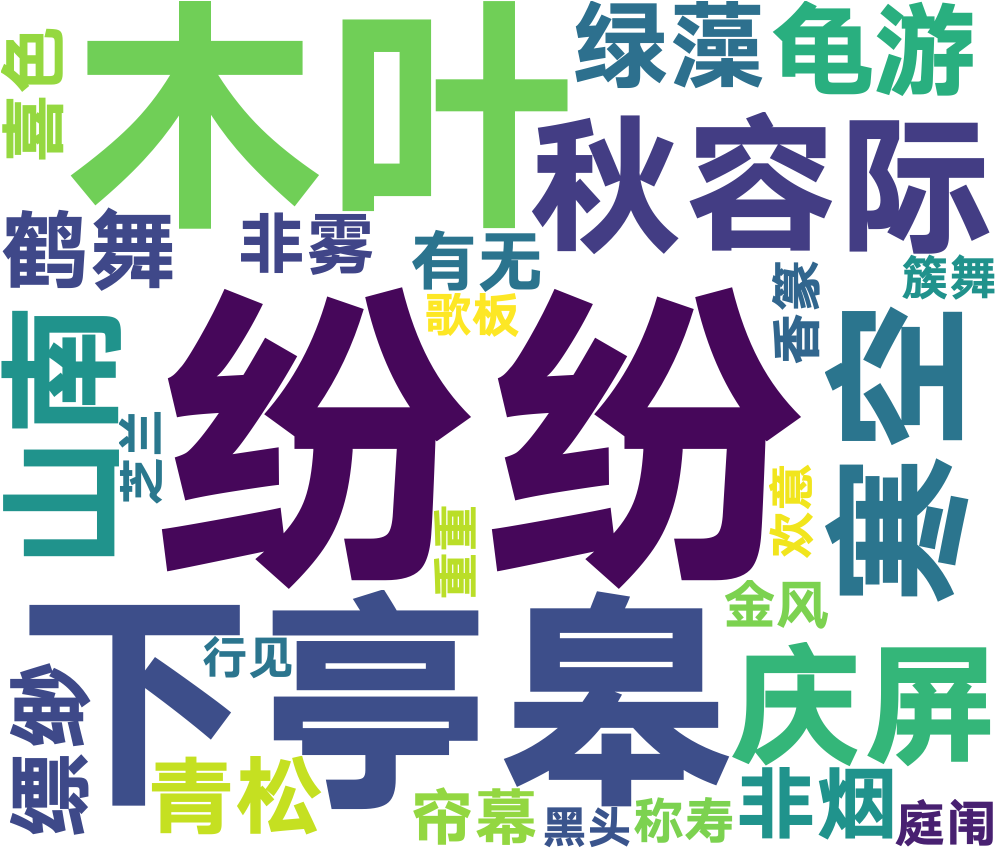 木叶
绿藻
龟游
喜色
秋容际
鹤舞
非雾
有无
簇舞
歌板
香篆
纷纷
山南
寒空
芝兰
欢意
重重
下亭皋
金风
行见
庆屏
缥缈
青松
非烟
帘幕
黑头
称寿
庭闱